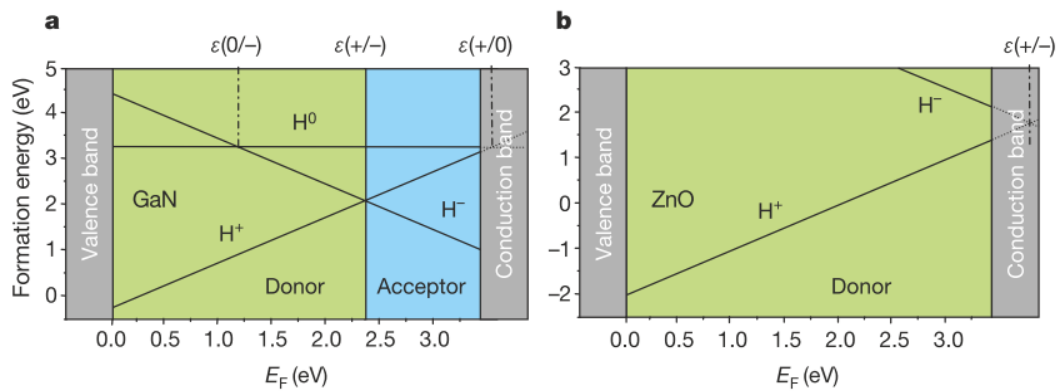 a
ε(0/−) ε(+/−) ε(+/0)
5
4
3
2
1
0
Formation energy (eV)
Valence band
GaN
H⁰
H⁺
H⁻
Donor
Acceptor
Conduction band
0.0 0.5 1.0 1.5 2.0 2.5 3.0
E_F (eV)
b
ε(+/−)
3
2
1
0
−1
−2
Valence band
ZnO
H⁻
H⁺
Donor
Conduction band
0.0 0.5 1.0 1.5 2.0 2.5 3.0
E_F (eV)